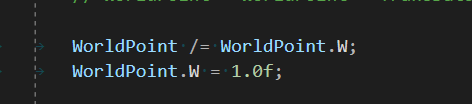 WorldPoint /= WorldPoint.W;
WorldPoint.W = 1.0f;